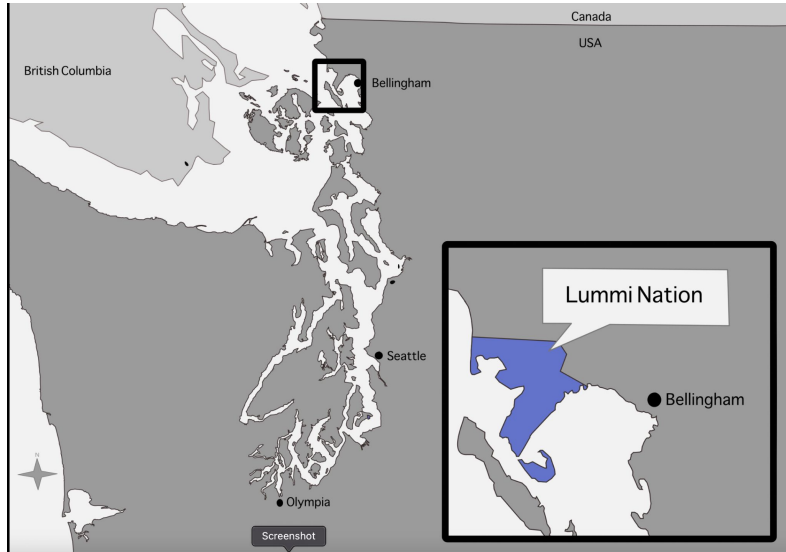 Canada
USA
British Columbia
Bellingham
Lummi Nation
Seattle
Bellingham
N
Olympia
Screenshot